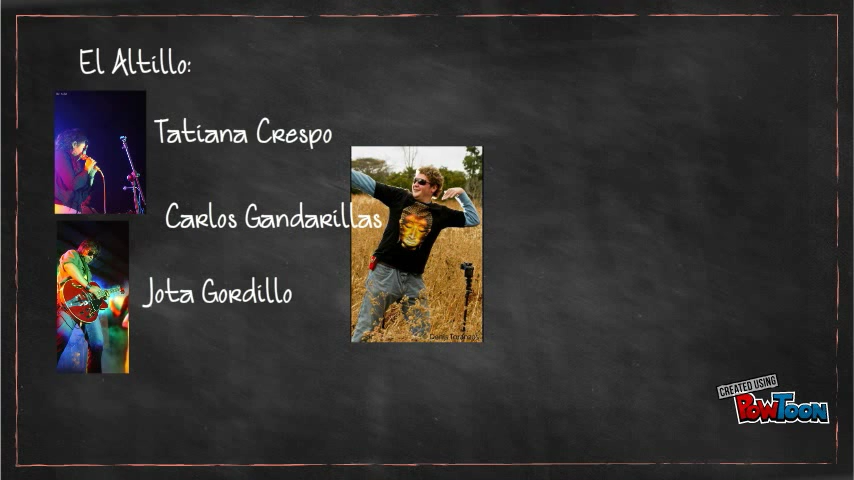 El Altillo:
Tatiana Crespo
Carlos Gandarillas
Jota Gordillo
CREATED USING
POWTOON